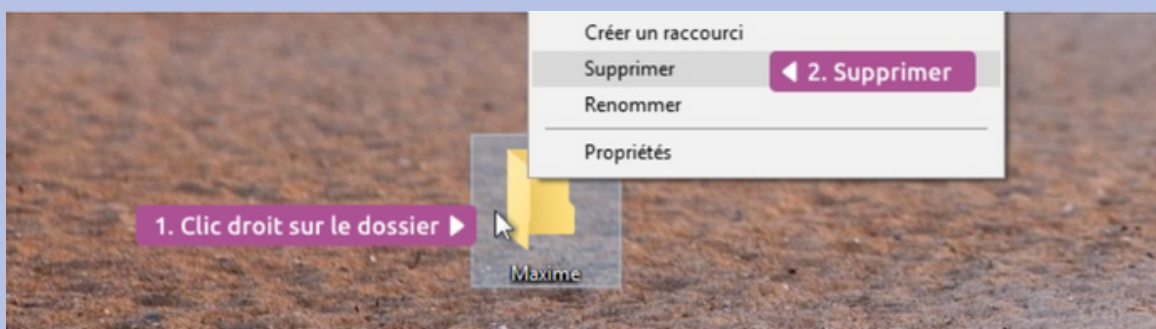 Créer un raccourci
Supprimer
2. Supprimer
Renommer
Propriétés
1. Clic droit sur le dossier
Maxime